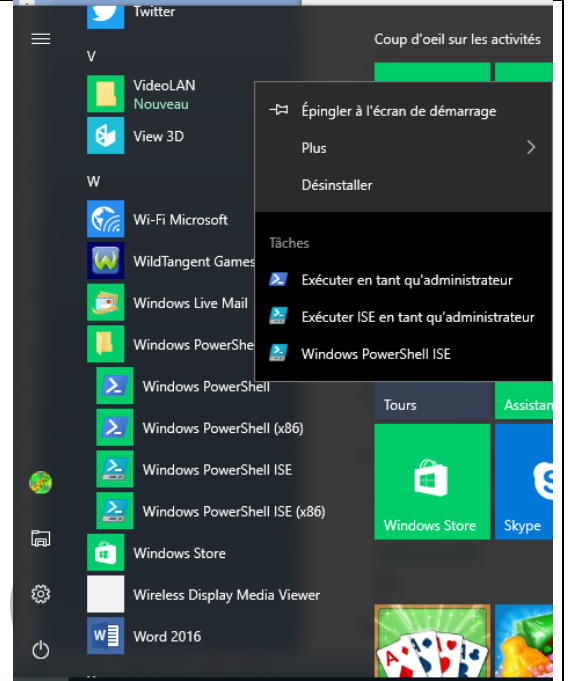 Twitter
Coup d'oeil sur les activités
V
VideoLAN
Nouveau
View 3D
Épingler à l'écran de démarrage
Plus
Désinstaller
Tâches
Exécuter en tant qu'administrateur
Exécuter ISE en tant qu'administrateur
Windows PowerShell ISE
W
Wi-Fi Microsoft
WildTangent Games
Windows Live Mail
Windows PowerShe
Windows PowerShell
Windows PowerShell (x86)
Windows PowerShell ISE
Windows PowerShell ISE (x86)
Windows Store
Wireless Display Media Viewer
Word 2016
Tours
Assistan
Windows Store
Skype